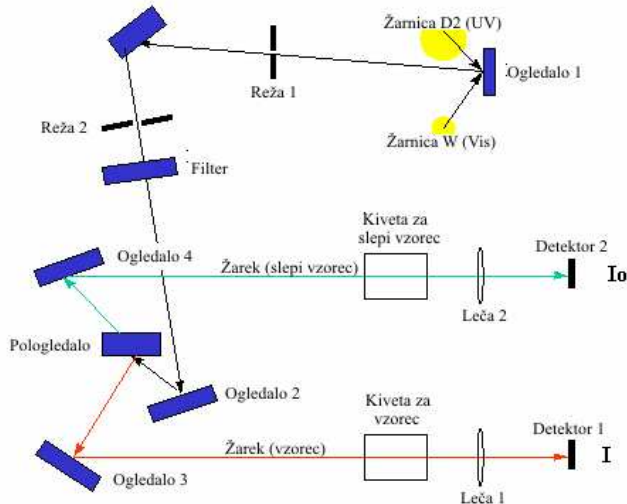 Žarnica D2 (UV)
Ogledalo 1
Reža 1
Žarnica W (Vis)
Reža 2
Filter
Kiveta za
slepi vzorec
Ogledalo 4
Detektor 2
Žarek (slepi vzorec)
Io
Leča 2
Pologledalo
Ogledalo 2
Kiveta za
vzorec
Detektor 1
Žarek (vzorec)
I
Ogledalo 3
Leča 1